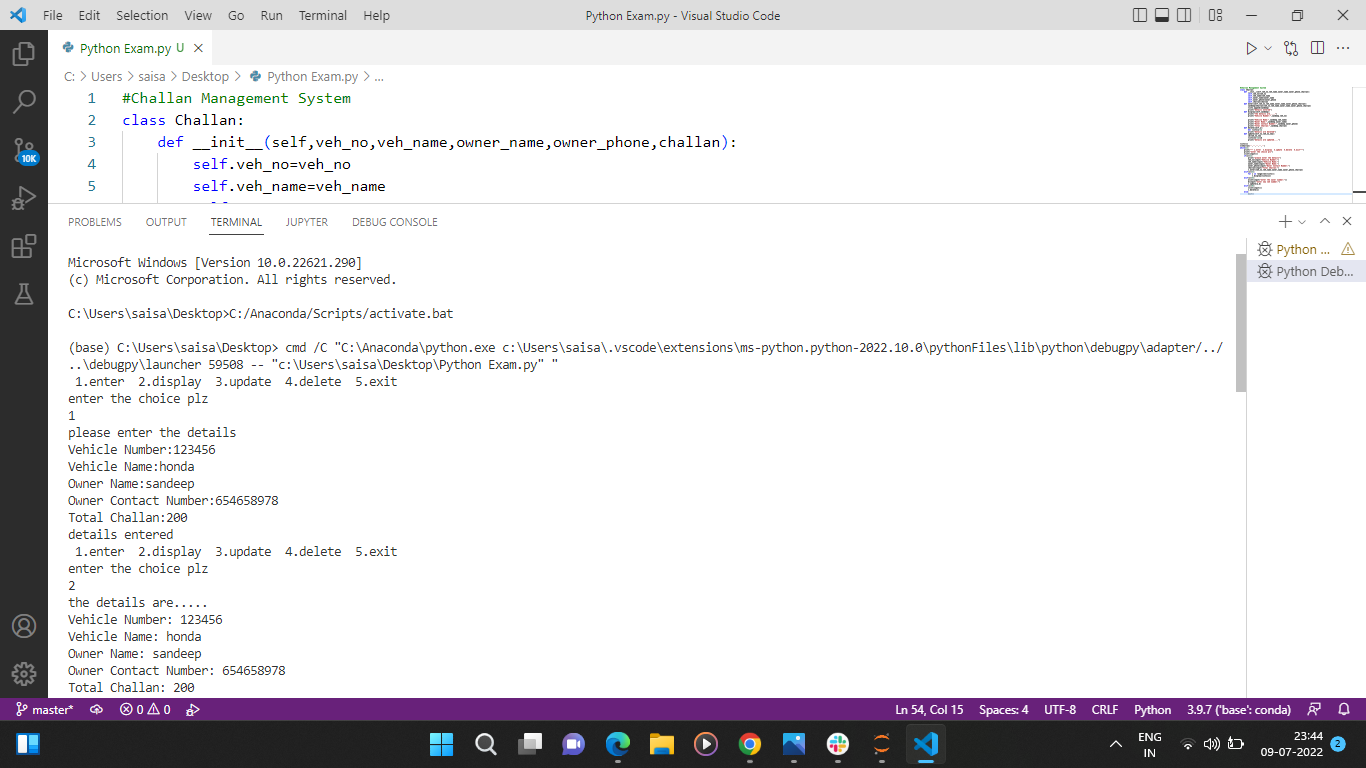 File Edit Selection View Go Run Terminal Help Python Exam.py - Visual Studio Code
Python Exam.py U
C: > Users > saisa > Desktop > Python Exam.py > ...
1 #Challan Management System
2 class Challan:
3 def __init__(self,veh_no,veh_name,owner_name,owner_phone,challan):
4 self.veh_no=veh_no
5 self.veh_name=veh_name
PROBLEMS OUTPUT TERMINAL JUPYTER DEBUG CONSOLE
Python ...
Python Deb...
Microsoft Windows [Version 10.0.22621.290]
(c) Microsoft Corporation. All rights reserved.
C:\Users\saisa\Desktop>C:/Anaconda/Scripts/activate.bat
(base) C:\Users\saisa\Desktop> cmd /C "C:\Anaconda\python.exe c:\Users\saisa\.vscode\extensions\ms-python.python-2022.10.0\pythonFiles\lib\python\debugpy\adapter/../
..\debugpy\launcher 59508 -- "c:\Users\saisa\Desktop\Python Exam.py" "
1.enter 2.display 3.update 4.delete 5.exit
enter the choice plz
1
please enter the details
Vehicle Number:123456
Vehicle Name:honda
Owner Name:sandeep
Owner Contact Number:654658978
Total Challan:200
details entered
1.enter 2.display 3.update 4.delete 5.exit
enter the choice plz
2
the details are.....
Vehicle Number: 123456
Vehicle Name: honda
Owner Name: sandeep
Owner Contact Number: 654658978
Total Challan: 200
10K
master* 0 0 Ln 54, Col 15 Spaces: 4 UTF-8 CRLF Python 3.9.7 ('base': conda)
ENG
IN
23:44
09-07-2022
2